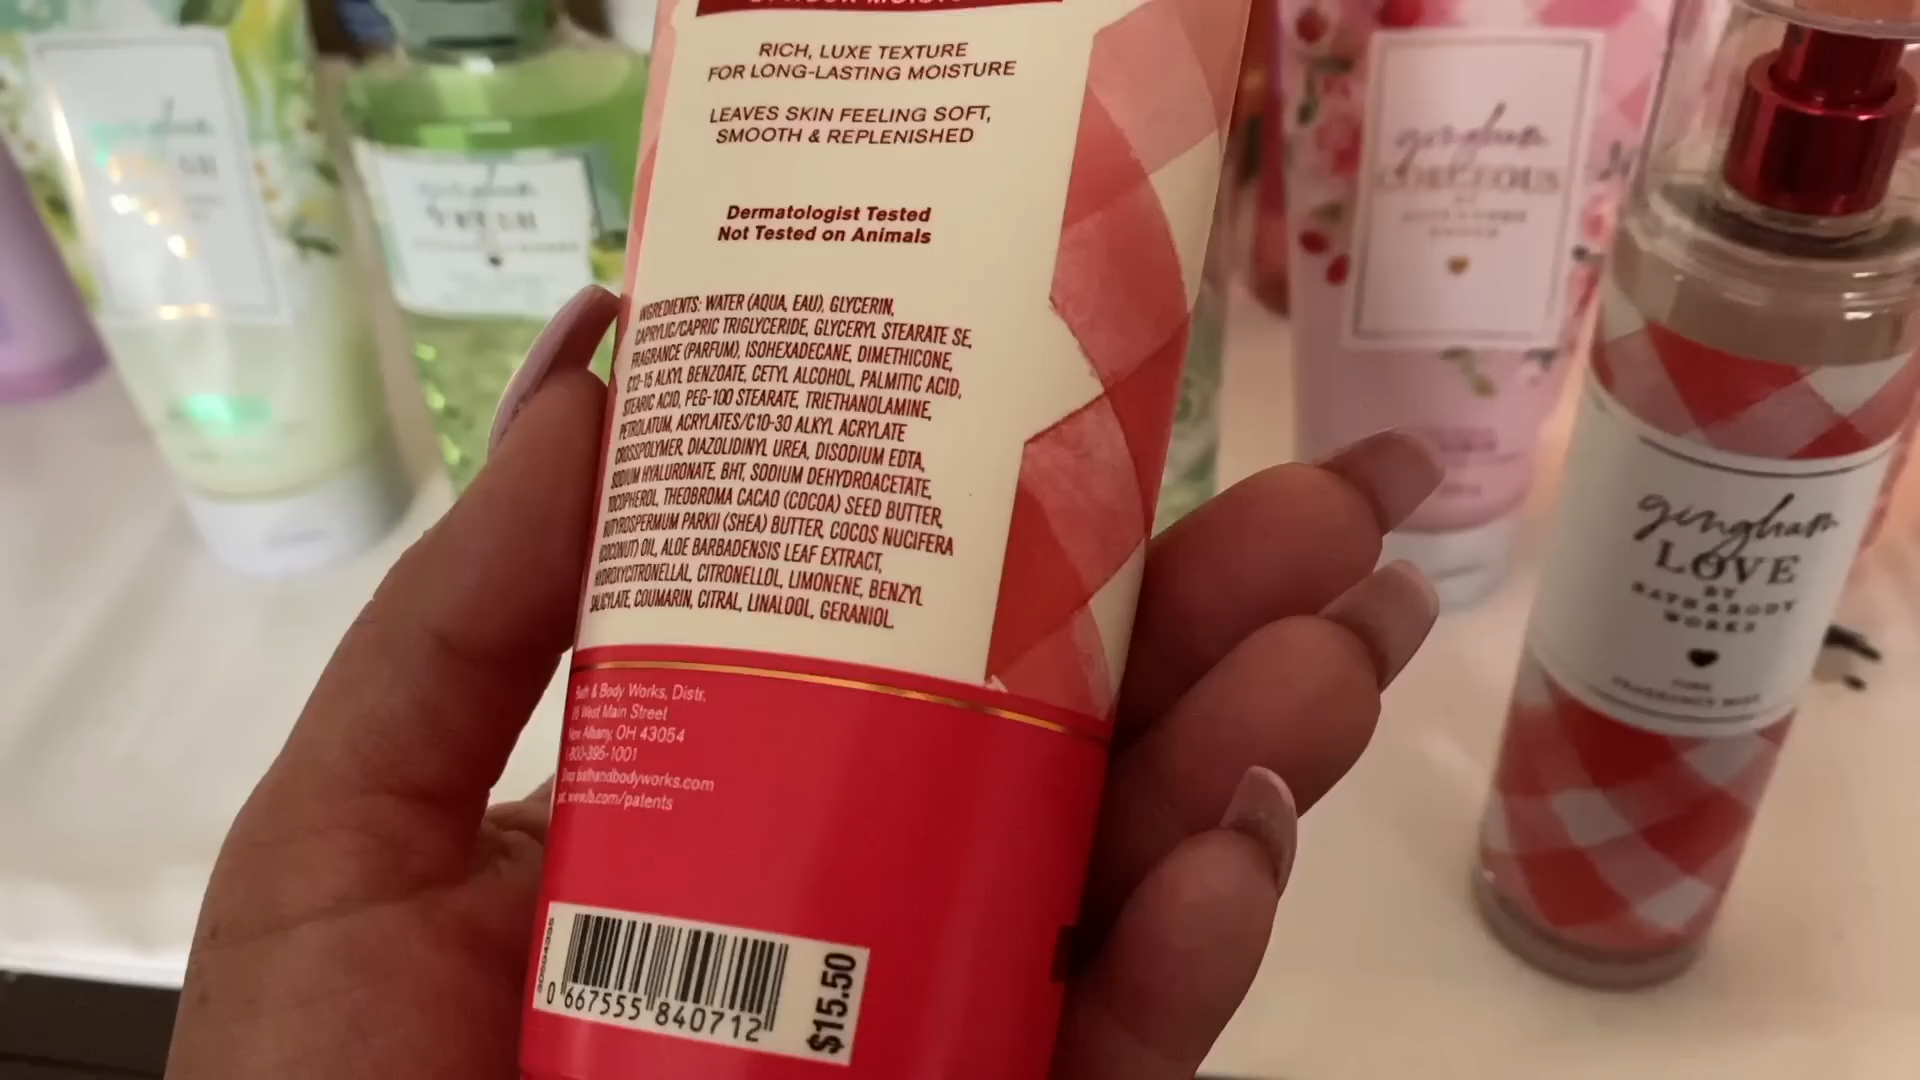 RICH, LUXE TEXTURE
FOR LONG-LASTING MOISTURE
LEAVES SKIN FEELING SOFT,
SMOOTH & REPLENISHED
Dermatologist Tested
Not Tested on Animals
INGREDIENTS: WATER (AQUA, EAU), GLYCERIN,
CAPRYLIC/CAPRIC TRIGLYCERIDE, GLYCERYL STEARATE SE,
FRAGRANCE (PARFUM), ISOHEXADECANE, DIMETHICONE,
C12-15 ALKYL BENZOATE, CETYL ALCOHOL, PALMITIC ACID,
STEARIC ACID, PEG-100 STEARATE, TRIETHANOLAMINE,
PETROLATUM, ACRYLATES/C10-30 ALKYL ACRYLATE
CROSSPOLYMER, DIAZOLIDINYL UREA, DISODIUM EDTA,
SODIUM HYALURONATE, BHT, SODIUM DEHYDROACETATE,
TOCOPHEROL, THEOBROMA CACAO (COCOA) SEED BUTTER,
BUTYROSPERMUM PARKII (SHEA) BUTTER, COCOS NUCIFERA
(COCONUT) OIL, ALOE BARBADENSIS LEAF EXTRACT,
HYDROXYCITRONELLAL, CITRONELLOL, LIMONENE, BENZYL
SALICYLATE, COUMARIN, CITRAL, LINALOOL, GERANIOL.
Bath & Body Works, Distr.
West Main Street
New Albany, OH 43054
1-800-395-1001
Shop bathandbodyworks.com
www.lb.com/patents
0 667555 840712
$15.50
gingham
GORGEOUS
gingham
LOVE
BY
BATH & BODY
WORKS
FRAGRANCE MIST